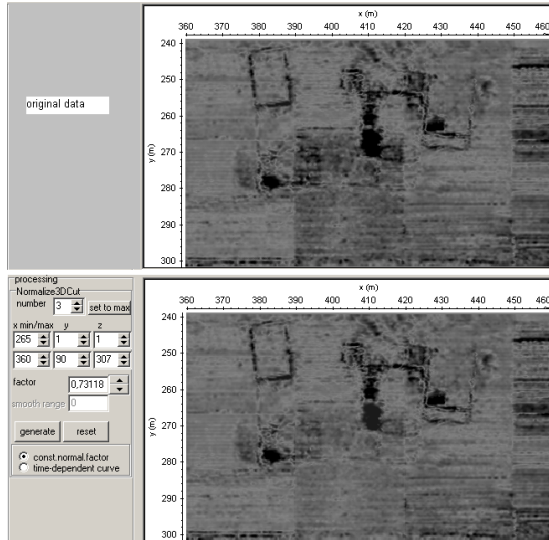 x (m)
360 370 380 390 400 410 420 430 440 450 460
original data
240
250
260
270
280
290
300
y (m)
processing
Normalize3DCut
number 3 set to max
x min/max y z
265 1 1
360 90 307
factor 0,73118
smooth range 0
generate reset
const.normal.factor
time-dependent curve
x (m)
360 370 380 390 400 410 420 430 440 450 460
240
250
260
270
280
290
300
y (m)